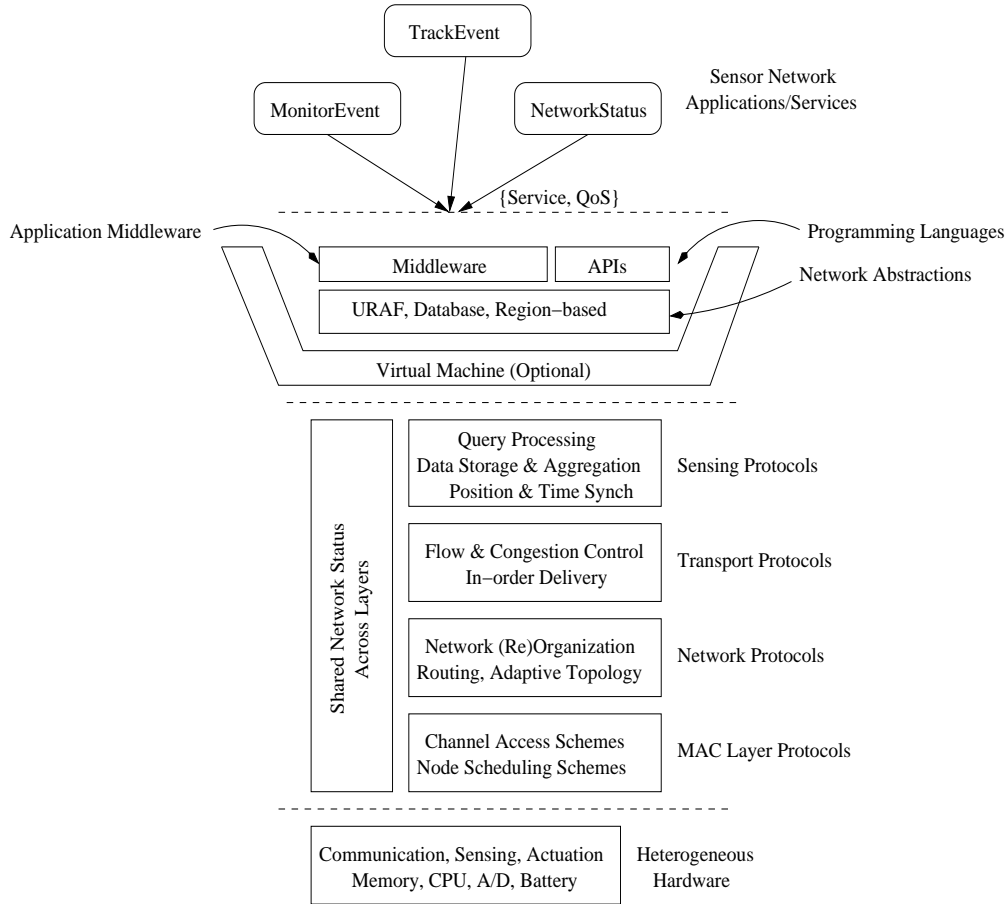 TrackEvent
Sensor Network
Applications/Services
MonitorEvent
NetworkStatus
{Service, QoS}
Application Middleware
Programming Languages
Middleware
APIs
Network Abstractions
URAF, Database, Region−based
Virtual Machine (Optional)
Shared Network Status
Across Layers
Query Processing
Data Storage & Aggregation
Position & Time Synch
Sensing Protocols
Flow & Congestion Control
In−order Delivery
Transport Protocols
Network (Re)Organization
Routing, Adaptive Topology
Network Protocols
Channel Access Schemes
Node Scheduling Schemes
MAC Layer Protocols
Communication, Sensing, Actuation
Memory, CPU, A/D, Battery
Heterogeneous
Hardware